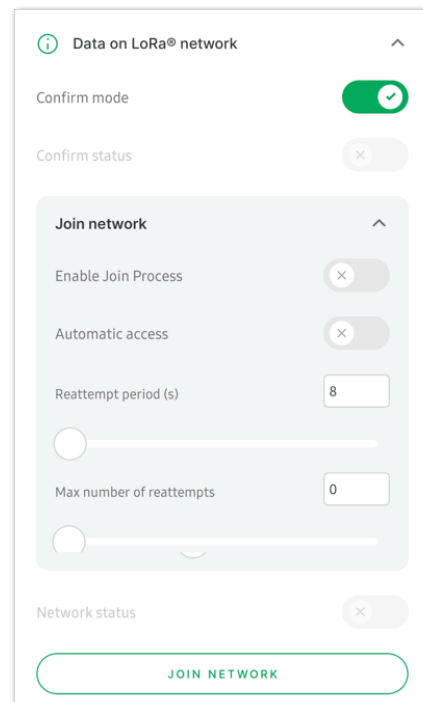 Data on LoRa® network
Confirm mode
Confirm status
Join network
Enable Join Process
Automatic access
Reattempt period (s)
8
Max number of reattempts
0
Network status
JOIN NETWORK